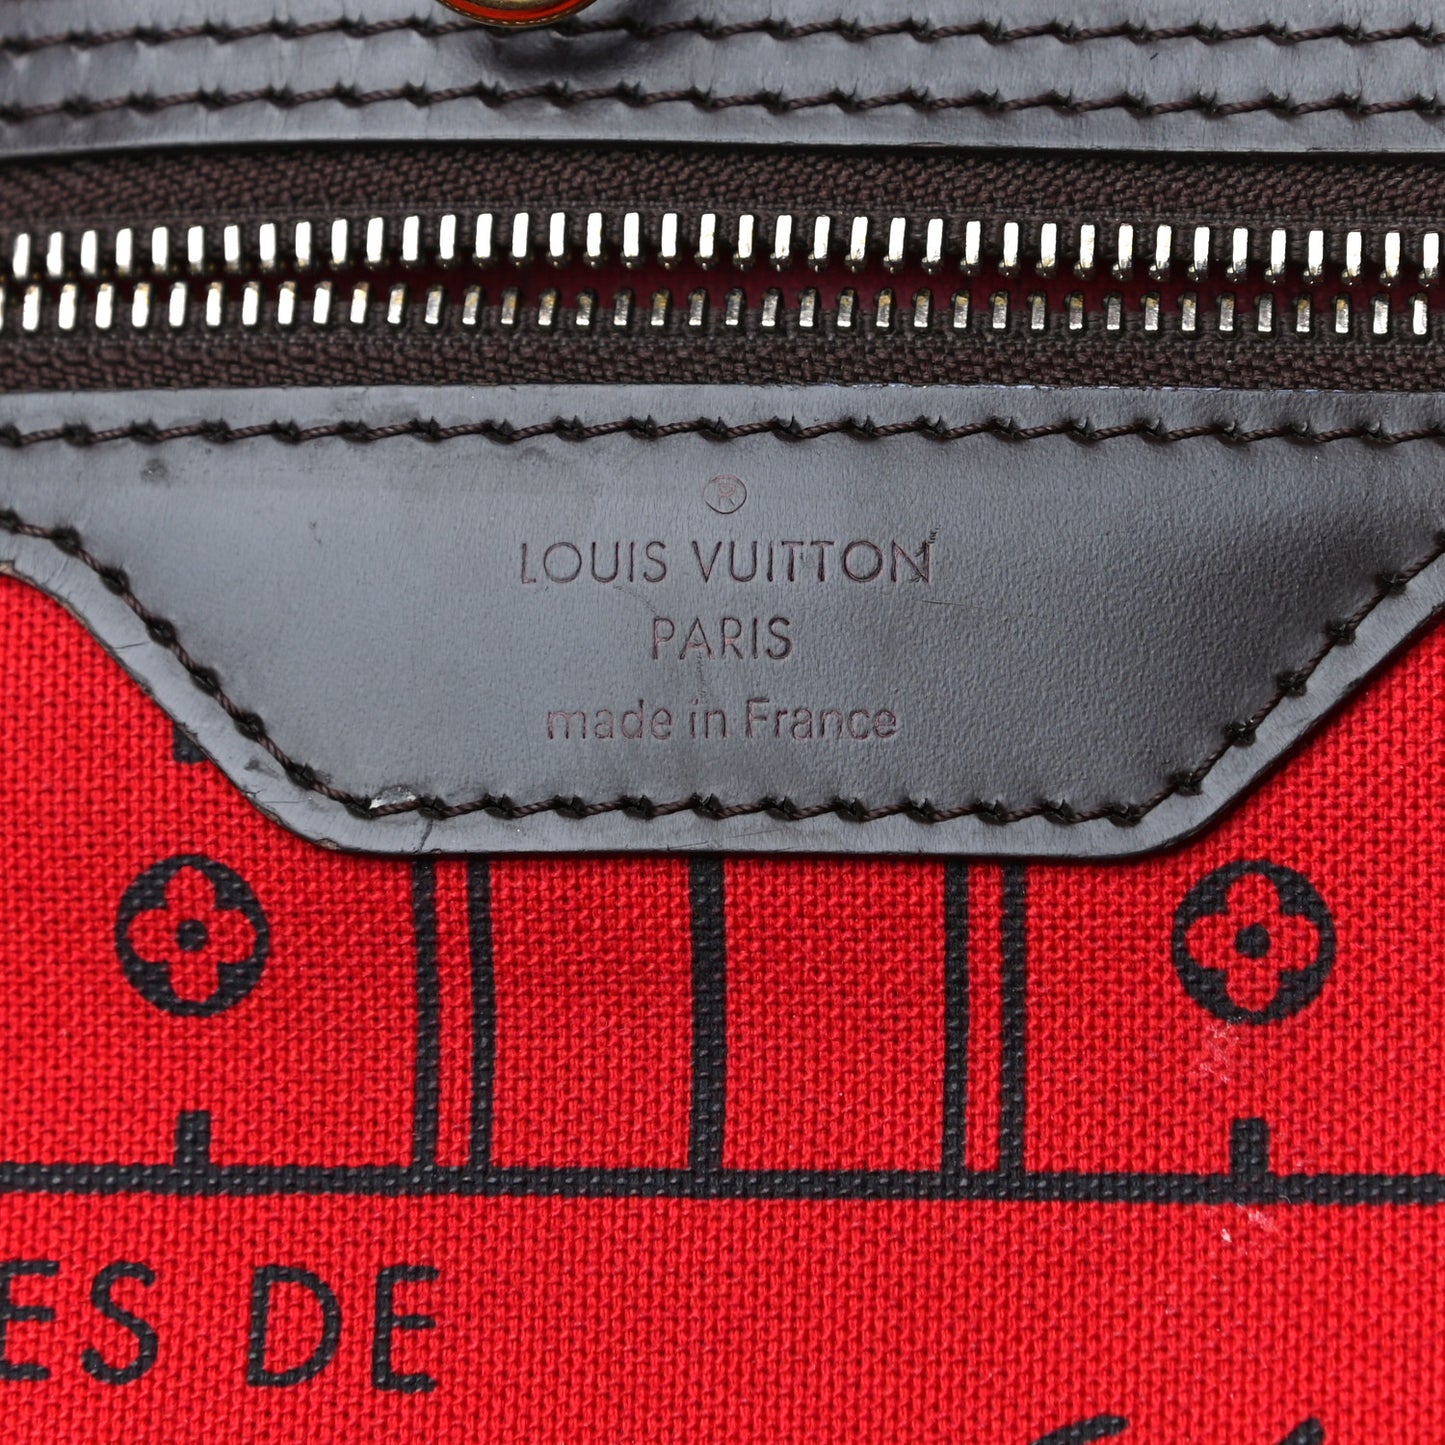 ®
LOUIS VUITTON
PARIS
made in France
ES DE